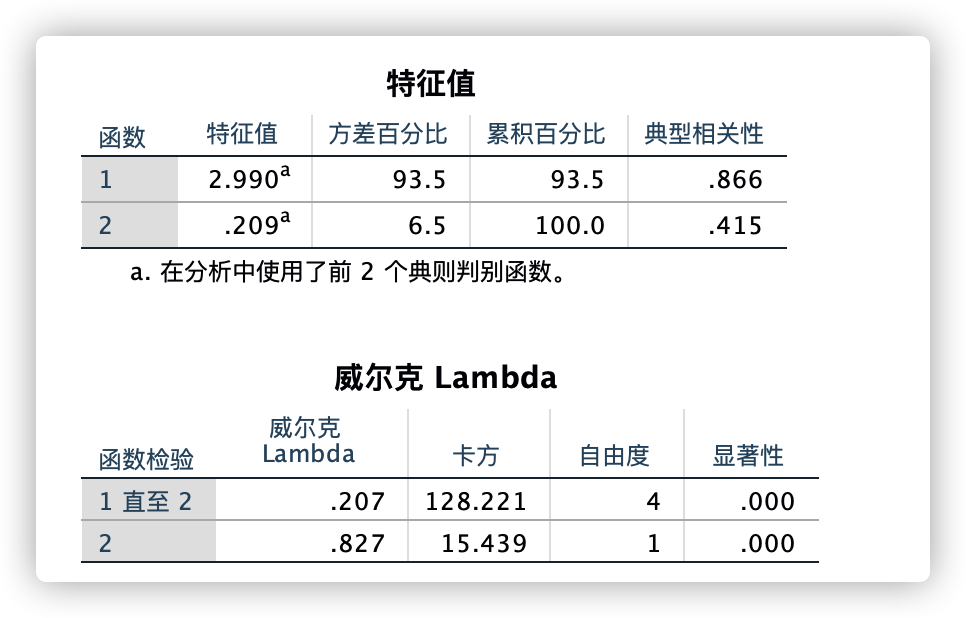 特征值
函数 特征值 方差百分比 累积百分比 典型相关性
1 2.990a 93.5 93.5 .866
2 .209a 6.5 100.0 .415
a. 在分析中使用了前 2 个典则判别函数。
威尔克 Lambda
函数检验 威尔克 Lambda 卡方 自由度 显著性
1 直至 2 .207 128.221 4 .000
2 .827 15.439 1 .000